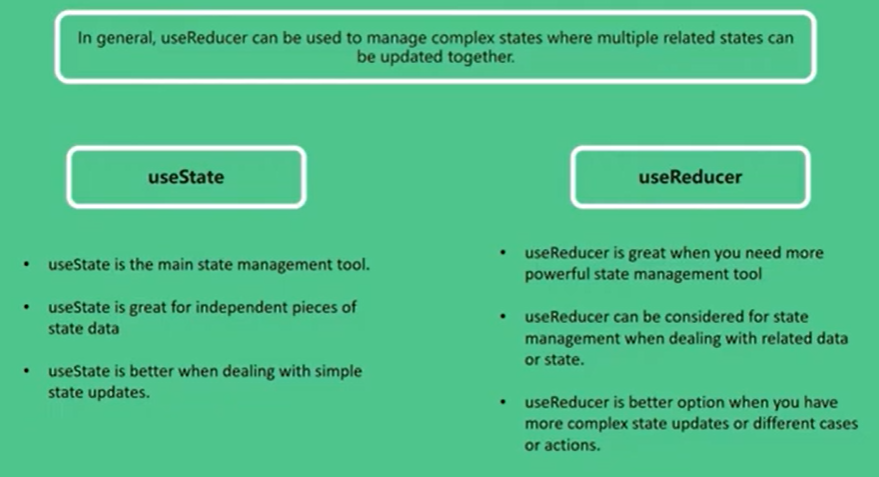 In general, useReducer can be used to manage complex states where multiple related states can
be updated together.
useState
• useState is the main state management tool.
• useState is great for independent pieces of
state data
• useState is better when dealing with simple
state updates.
useReducer
• useReducer is great when you need more
powerful state management tool
• useReducer can be considered for state
management when dealing with related data
or state.
• useReducer is better option when you have
more complex state updates or different cases
or actions.